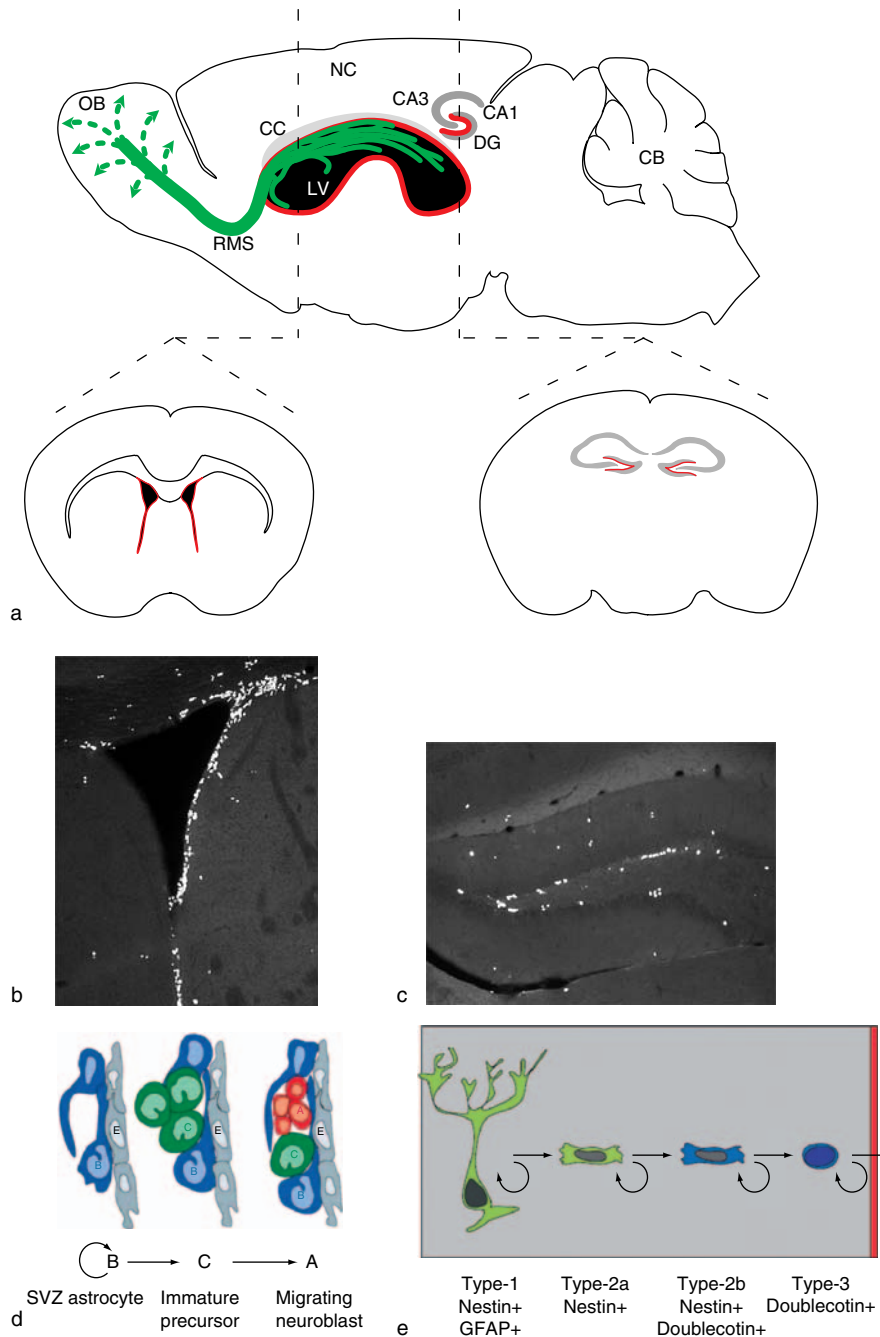 OB
NC
CA3
CA1
CC
DG
CB
LV
RMS
a
b
c
E
B
E
C
C
B
E
A
C
B
B C A
SVZ astrocyte
Immature precursor
Migrating neuroblast
d
Type-1
Nestin+
GFAP+
Type-2a
Nestin+
Type-2b
Nestin+
Doublecotin+
Type-3
Doublecotin+
e